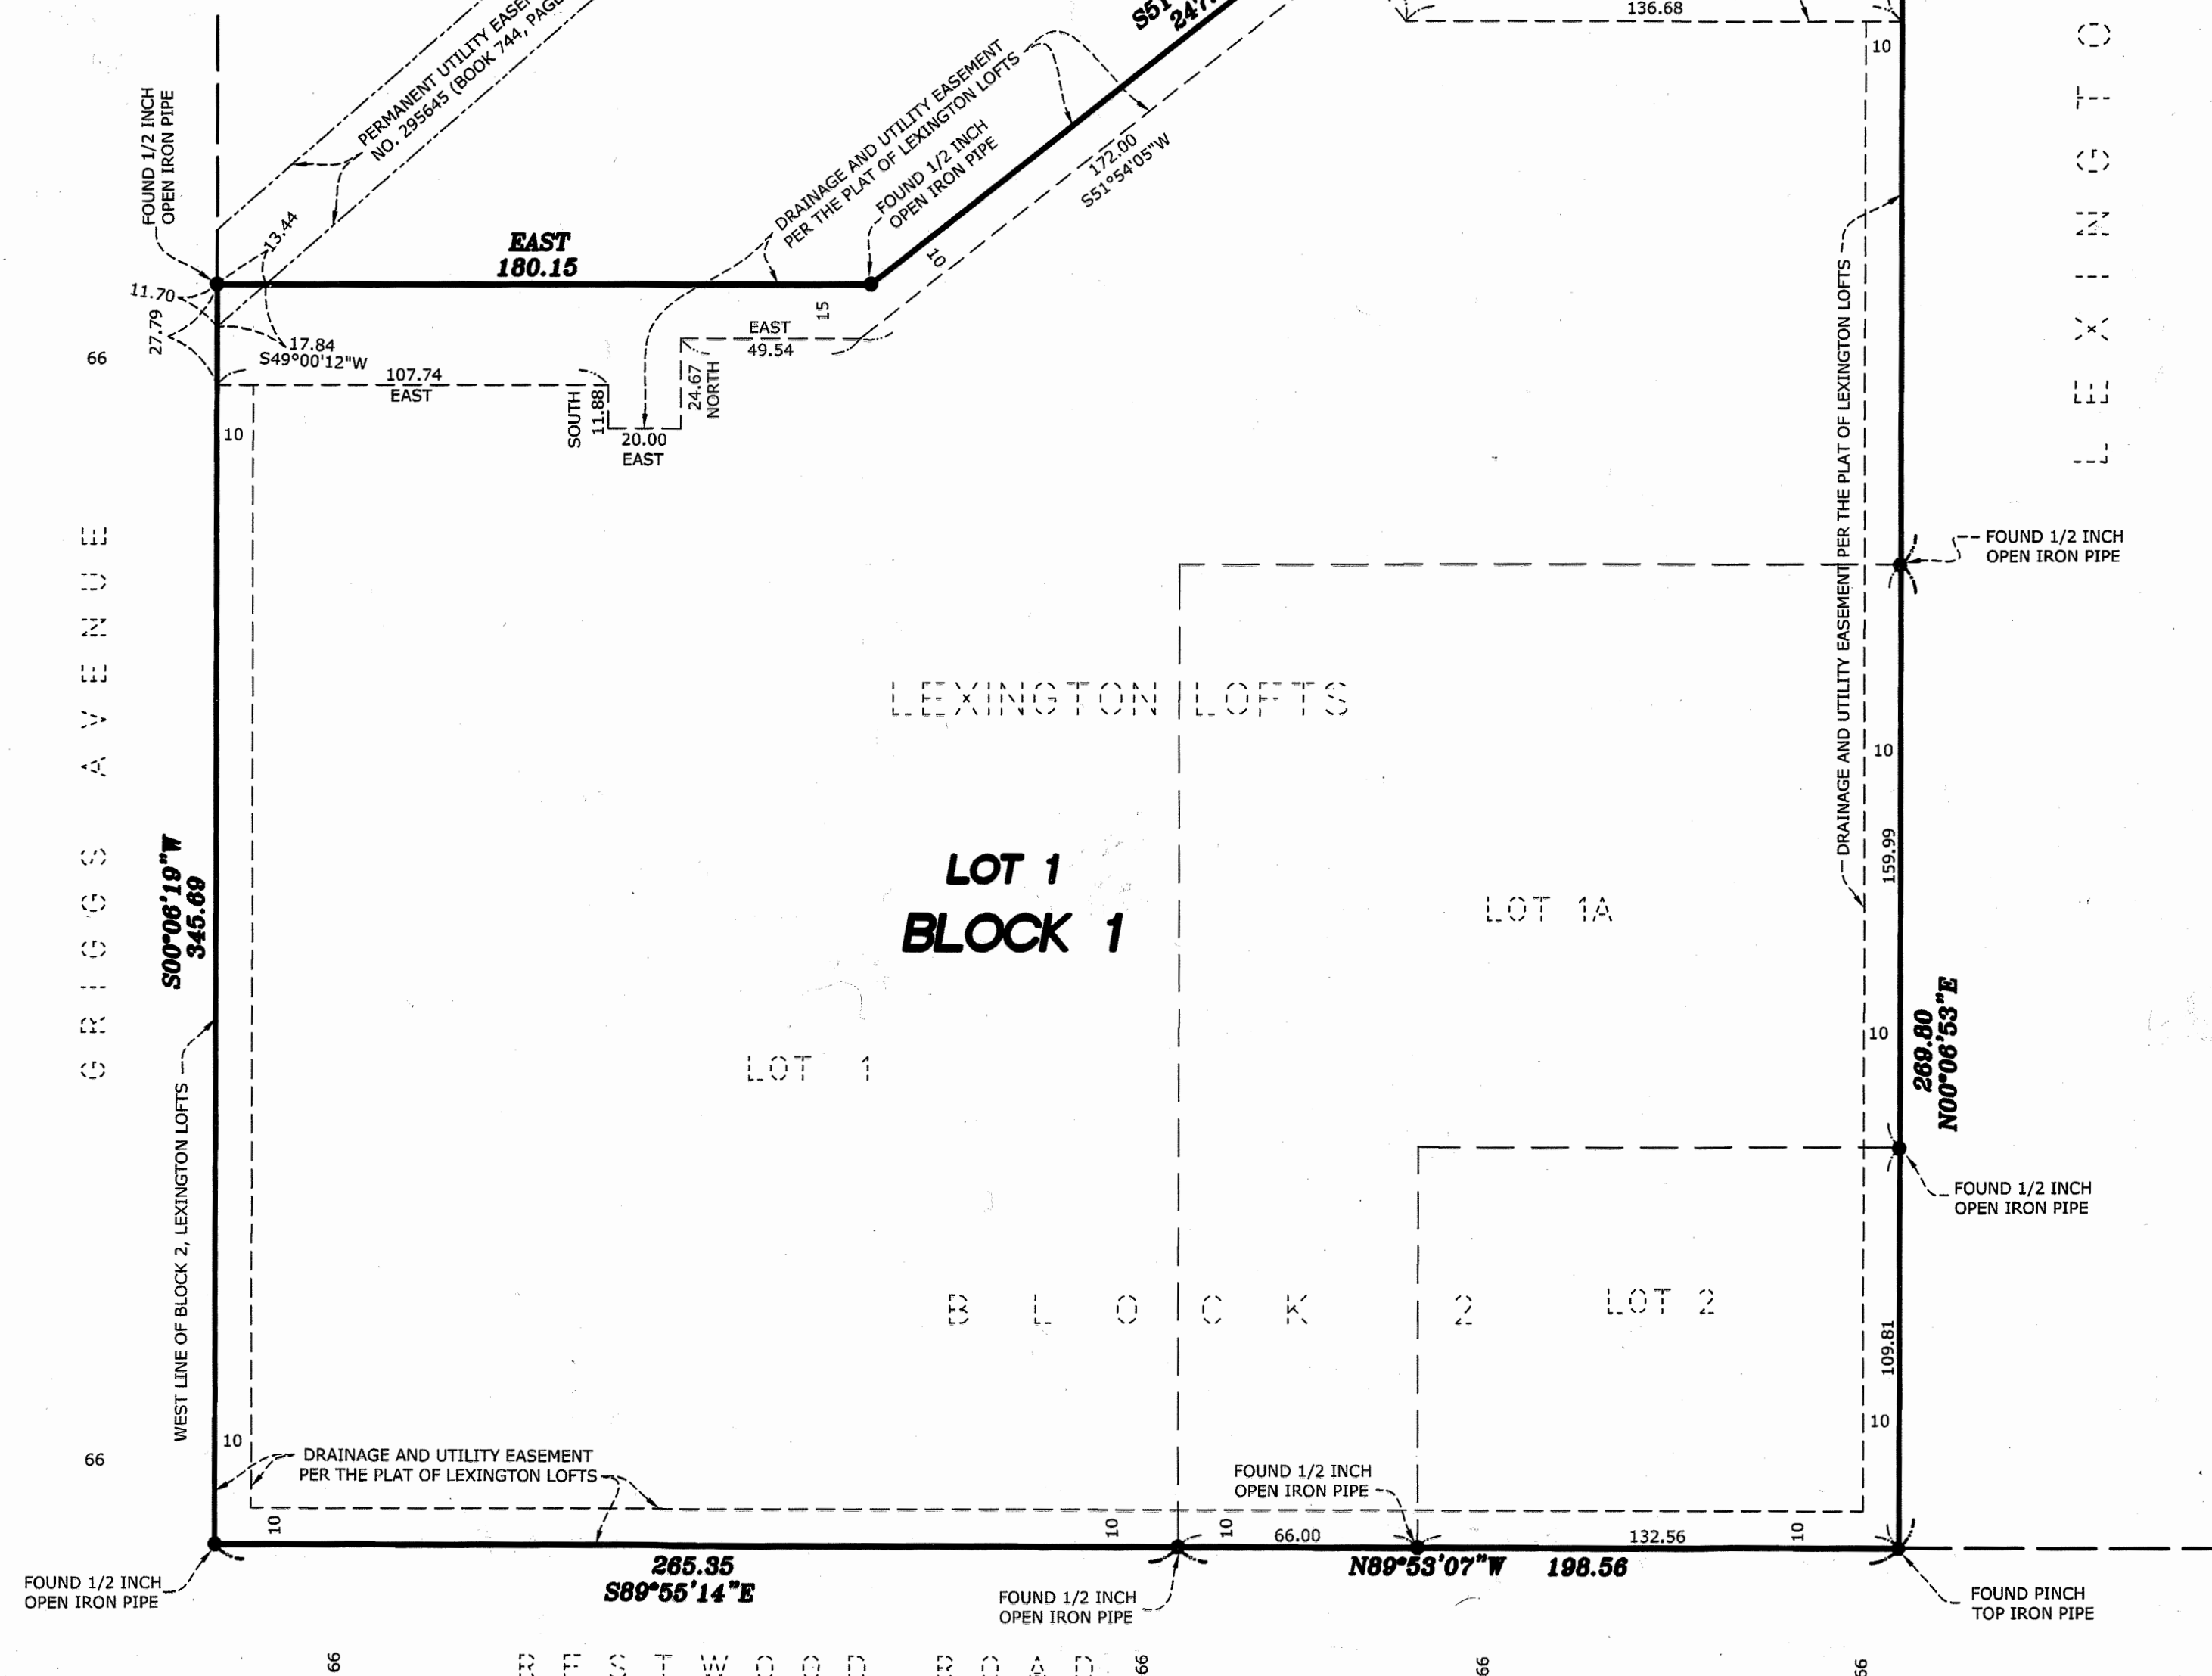 PERMANENT UTILITY
NO. 295645 (BOOK 744,
S51°
247.
136.68
10
FOUND 1/2 INCH
OPEN IRON PIPE
DRAINAGE AND UTILITY EASEMENT
PER THE PLAT OF LEXINGTON LOFTS
FOUND 1/2 INCH
OPEN IRON PIPE
172.00
S51°54'05"W
10
13.44
EAST
180.15
15
11.70
27.79
17.84
S49°00'12"W
66
107.74
EAST
SOUTH
11.88
20.00
EAST
24.67
NORTH
EAST
49.54
10
DRAINAGE AND UTILITY EASEMENT PER THE PLAT OF LEXINGTON LOFTS
LEXINGTO
FOUND 1/2 INCH
OPEN IRON PIPE
GRIGGS AVENUE
LEXINGTON LOFTS
10
159.99
LOT 1
BLOCK 1
LOT 1A
S00°06'19"W
345.69
10
269.80
N00°06'53"E
LOT 1
WEST LINE OF BLOCK 2, LEXINGTON LOFTS
FOUND 1/2 INCH
OPEN IRON PIPE
BLOCK 2
LOT 2
109.81
10
10
66
DRAINAGE AND UTILITY EASEMENT
PER THE PLAT OF LEXINGTON LOFTS
FOUND 1/2 INCH
OPEN IRON PIPE
10
10
10
66.00
132.56
10
265.35
S89°55'14"E
N89°53'07"W 198.56
FOUND 1/2 INCH
OPEN IRON PIPE
FOUND 1/2 INCH
OPEN IRON PIPE
FOUND PINCH
TOP IRON PIPE
66
ROAD
66
66
66